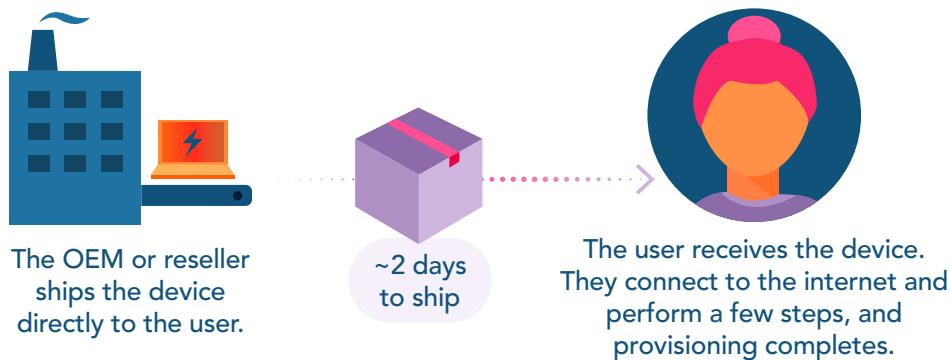 The OEM or reseller
ships the device
directly to the user.
~2 days
to ship
The user receives the device.
They connect to the internet and
perform a few steps, and
provisioning completes.